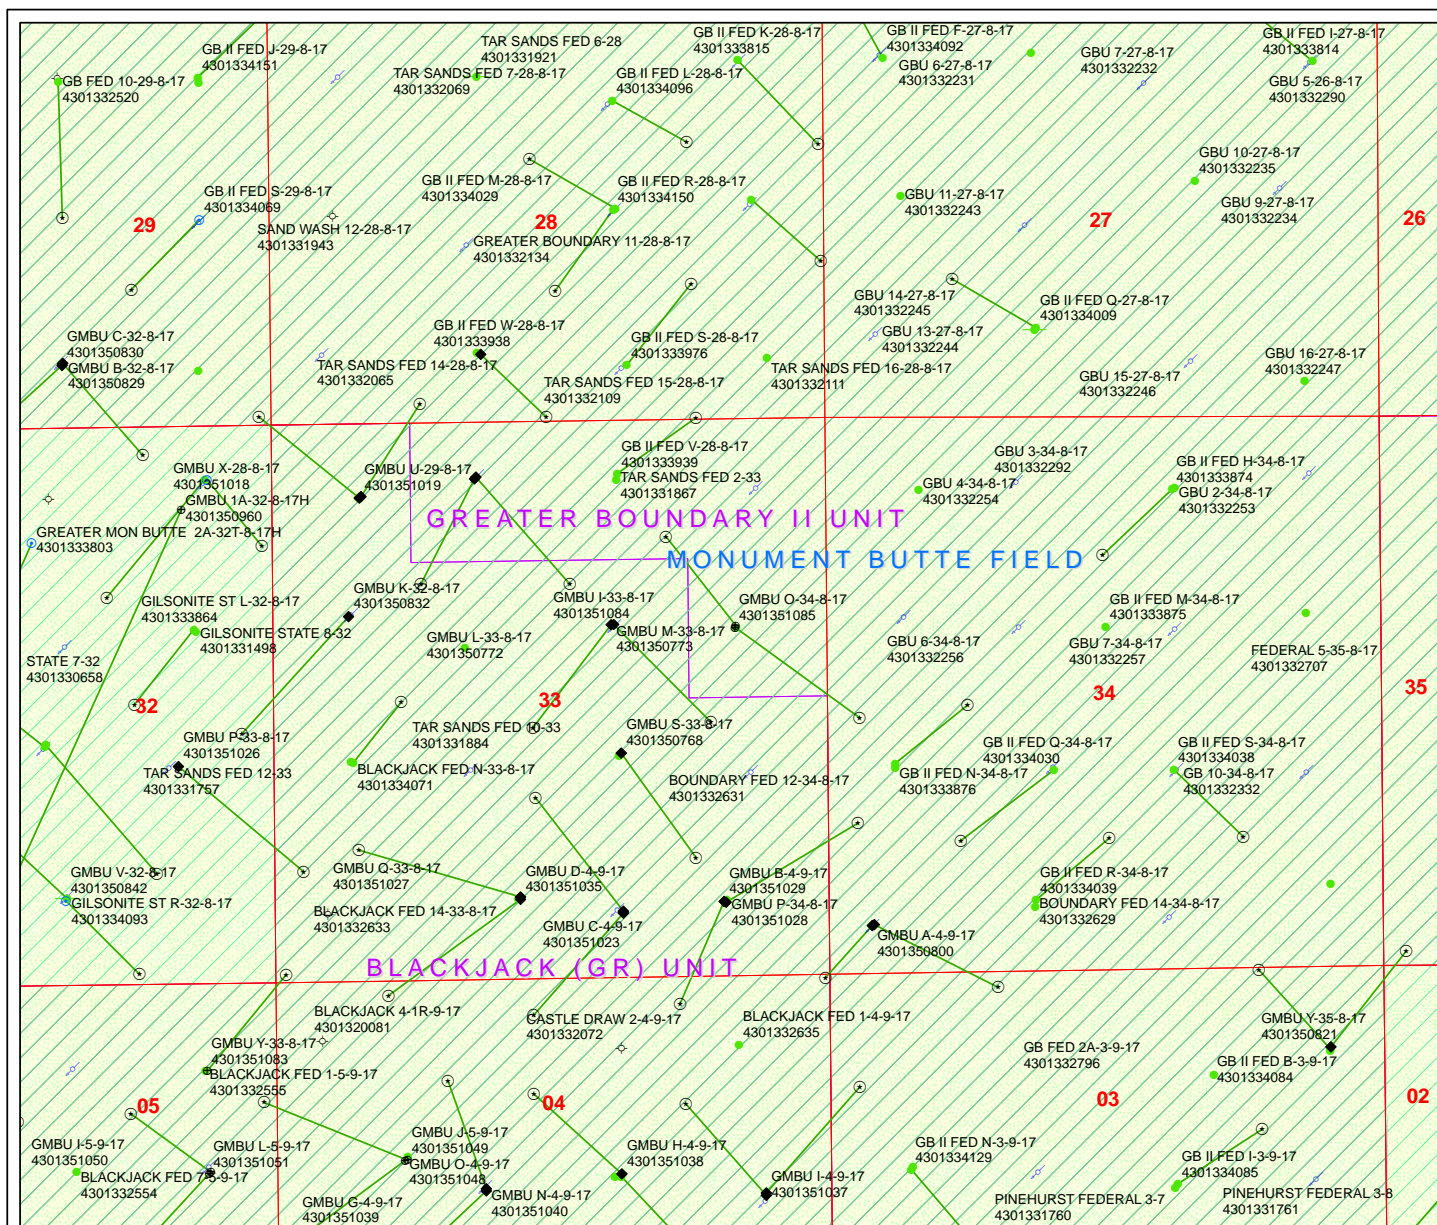 GB II FED J-29-8-17
4301334151
TAR SANDS FED 6-28
4301331921
GB II FED K-28-8-17
4301333815
GB II FED F-27-8-17
4301334092
GBU 6-27-8-17
4301332231
GBU 7-27-8-17
4301332232
GB II FED I-27-8-17
4301333814
GBU 5-26-8-17
4301332290
GB FED 10-29-8-17
4301332520
TAR SANDS FED 7-28-8-17
4301332069
GB II FED L-28-8-17
4301334096
GBU 10-27-8-17
4301332235
GB II FED S-29-8-17
4301334069
GB II FED M-28-8-17
4301334029
GB II FED R-28-8-17
4301334150
GBU 11-27-8-17
4301332243
GBU 9-27-8-17
4301332234
29
SAND WASH 12-28-8-17
4301331943
28
GREATER BOUNDARY 11-28-8-17
4301332134
27
26
GBU 14-27-8-17
4301332245
GB II FED Q-27-8-17
4301334009
GMBU C-32-8-17
4301350830
GMBU B-32-8-17
4301350829
GB II FED W-28-8-17
4301333938
GB II FED S-28-8-17
4301333976
GBU 13-27-8-17
4301332244
TAR SANDS FED 14-28-8-17
4301332065
TAR SANDS FED 15-28-8-17
4301332109
TAR SANDS FED 16-28-8-17
4301332111
GBU 15-27-8-17
4301332246
GBU 16-27-8-17
4301332247
GMBU X-28-8-17
4301351018
GMBU U-29-8-17
4301351019
GB II FED V-28-8-17
4301333939
TAR SANDS FED 2-33
4301331867
GBU 3-34-8-17
4301332292
GBU 4-34-8-17
4301332254
GB II FED H-34-8-17
4301333874
GBU 2-34-8-17
4301332253
GMBU 1A-32-8-17H
4301350960
GREATER BOUNDARY II UNIT
GREATER MON BUTTE  2A-32T-8-17H
4301333803
MONUMENT BUTTE FIELD
GILSONITE ST L-32-8-17
4301333864
GMBU K-32-8-17
4301350832
GMBU I-33-8-17
4301351084
GMBU O-34-8-17
4301351085
GB II FED M-34-8-17
4301333875
GILSONITE STATE 8-32
4301331498
GMBU L-33-8-17
4301350772
GMBU M-33-8-17
4301350773
GBU 6-34-8-17
4301332256
GBU 7-34-8-17
4301332257
FEDERAL 5-35-8-17
4301332707
STATE 7-32
4301330658
32
33
34
35
GMBU P-33-8-17
4301351026
TAR SANDS FED 10-33
4301331884
GMBU S-33-8-17
4301350768
GB II FED Q-34-8-17
4301334030
GB II FED S-34-8-17
4301334038
TAR SANDS FED 12-33
4301331757
BLACKJACK FED N-33-8-17
4301334071
BOUNDARY FED 12-34-8-17
4301332631
GB II FED N-34-8-17
4301333876
GB 10-34-8-17
4301332332
GMBU V-32-8-17
4301350842
GILSONITE ST R-32-8-17
4301334093
GMBU Q-33-8-17
4301351027
GMBU D-4-9-17
4301351035
GMBU B-4-9-17
4301351029
GMBU P-34-8-17
4301351028
GB II FED R-34-8-17
4301334039
BOUNDARY FED 14-34-8-17
4301332629
BLACKJACK FED 14-33-8-17
4301332633
GMBU C-4-9-17
4301351023
GMBU A-4-9-17
4301350800
BLACKJACK (GR) UNIT
BLACKJACK 4-1R-9-17
4301320081
CASTLE DRAW 2-4-9-17
4301332072
BLACKJACK FED 1-4-9-17
4301332635
GMBU Y-35-8-17
4301350821
GMBU Y-33-8-17
4301351083
BLACKJACK FED 1-5-9-17
4301332555
GB FED 2A-3-9-17
4301332796
GB II FED B-3-9-17
4301334084
05
04
03
02
GMBU I-5-9-17
4301351050
GMBU L-5-9-17
4301351051
GMBU J-5-9-17
4301351049
GMBU O-4-9-17
4301351048
GMBU H-4-9-17
4301351038
GB II FED N-3-9-17
4301334129
GB II FED I-3-9-17
4301334085
BLACKJACK FED 7-5-9-17
4301332554
GMBU G-4-9-17
4301351039
GMBU N-4-9-17
4301351040
GMBU I-4-9-17
4301351037
PINEHURST FEDERAL 3-7
4301331760
PINEHURST FEDERAL 3-8
4301331761